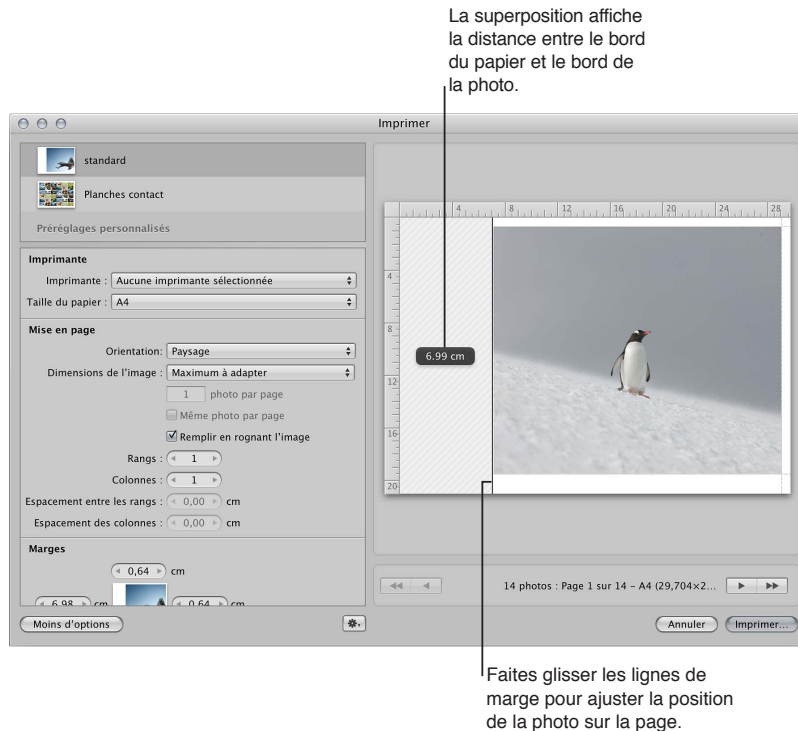 La superposition affiche
la distance entre le bord
du papier et le bord de
la photo.
Imprimer
standard
Planches contact
Préréglages personnalisés
Imprimante
Imprimante : Aucune imprimante sélectionnée
Taille du papier : A4
Mise en page
Orientation: Paysage
Dimensions de l'image : Maximum à adapter
1 photo par page
Même photo par page
Remplir en rognant l'image
Rangs : 1
Colonnes : 1
Espacement entre les rangs : 0,00 cm
Espacement des colonnes : 0,00 cm
Marges
0,64 cm
6,98 cm 0,64 cm
Moins d'options
4 8 12 16 20 24 28
4
8
12
16
20
6.99 cm
14 photos : Page 1 sur 14 – A4 (29,704×2...
Annuler Imprimer...
Faites glisser les lignes de
marge pour ajuster la position
de la photo sur la page.